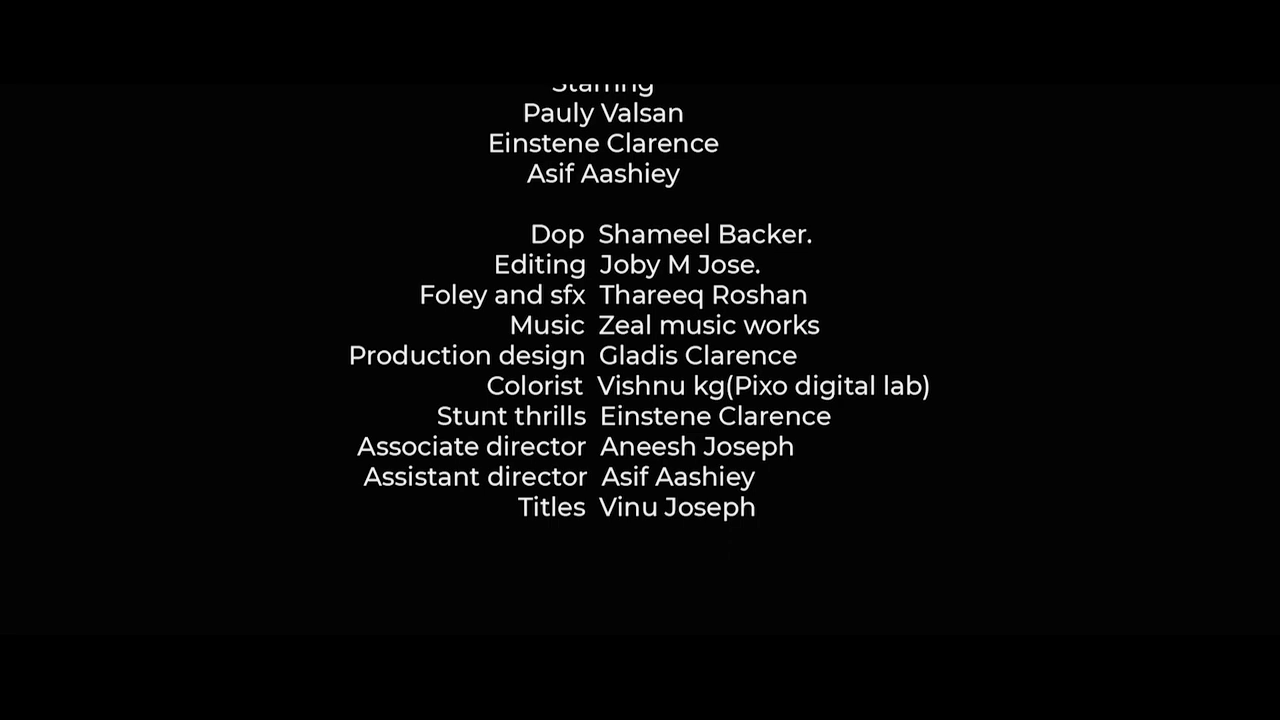 Starring
Pauly Valsan
Einstene Clarence
Asif Aashiey
Dop Shameel Backer.
Editing Joby M Jose.
Foley and sfx Thareeq Roshan
Music Zeal music works
Production design Gladis Clarence
Colorist Vishnu kg(Pixo digital lab)
Stunt thrills Einstene Clarence
Associate director Aneesh Joseph
Assistant director Asif Aashiey
Titles Vinu Joseph